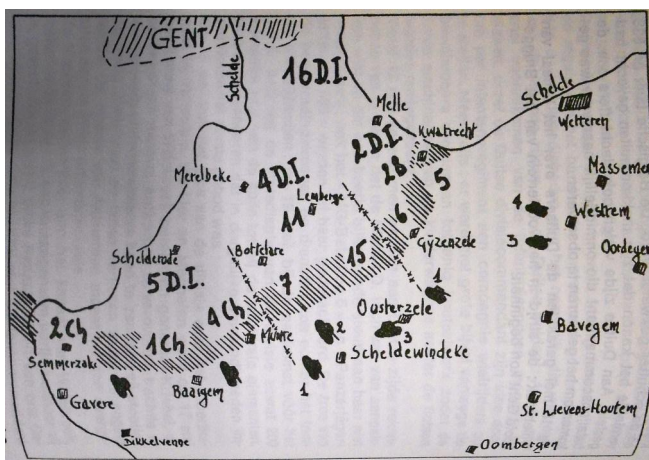 GENT
Schelde
16 D.I.
Melle
Schelde
Wetteren
2 D.I.
Kwatrecht
28
5
Merelbeke
4 D.I.
Massemen
Lemberge
11
6
4
Westrem
Gÿzenzele
3
Oordegem
Schelderode
Bottelare
15
5 D.I.
7
1
4 Ch
Oosterzele
Bavegem
2 Ch
1 Ch
Munte
2
3
Semmerzake
Scheldewindeke
1
Gavere
Baaigem
St. Lievens-Houtem
Dikkelvenne
Oombergen